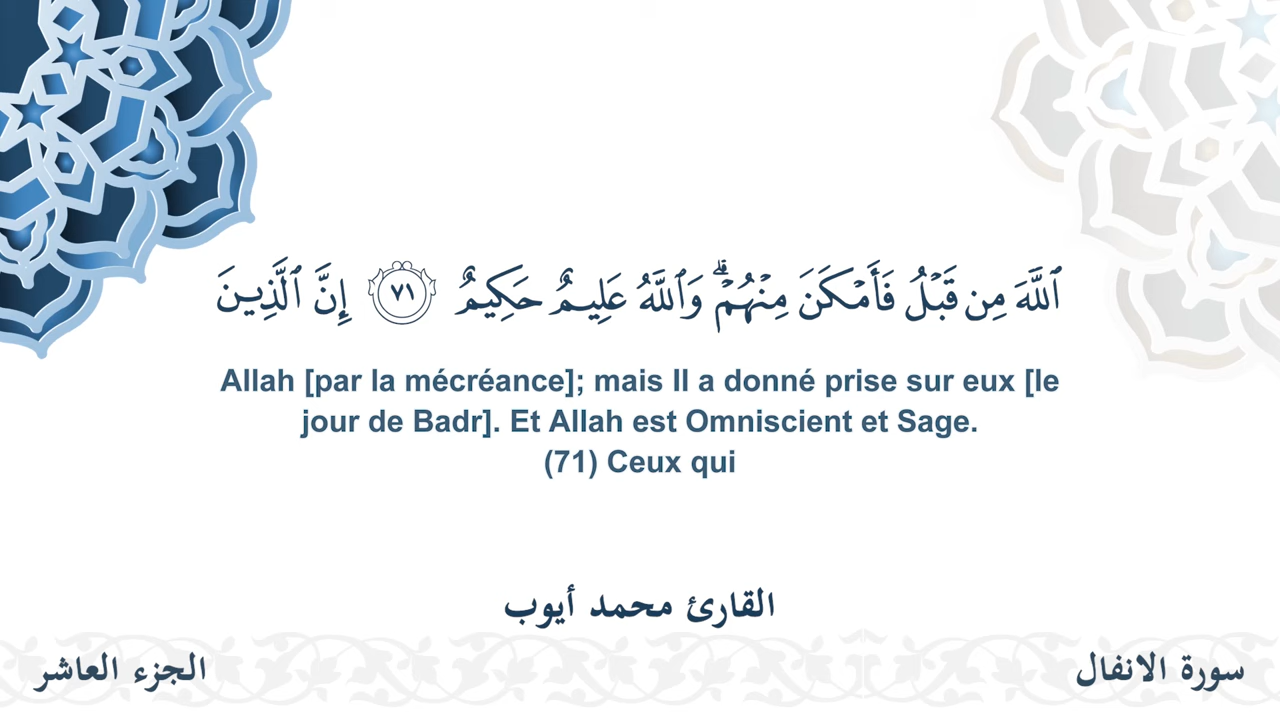 ٱللَّهَ مِن قَبْلُ فَأَمْكَنَ مِنْهُمْ ۗ وَٱللَّهُ عَلِيمٌ حَكِيمٌ ٧١ إِنَّ ٱلَّذِينَ
Allah [par la mécréance]; mais Il a donné prise sur eux [le
jour de Badr]. Et Allah est Omniscient et Sage.
(71) Ceux qui
القارئ محمد أيوب
سورة الانفال
الجزء العاشر